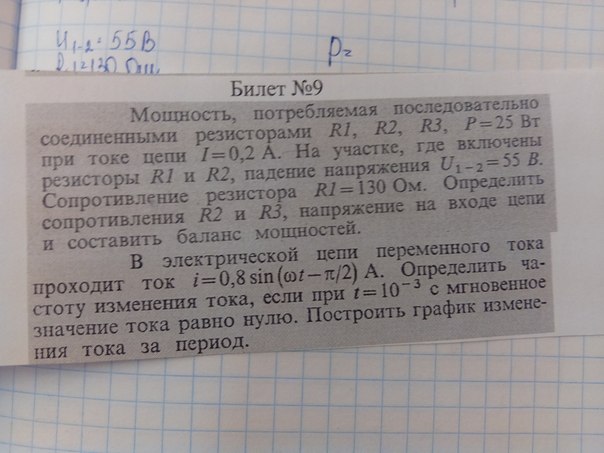 U₁₋₂ = 55 В
P =
Билет №9
Мощность, потребляемая последовательно
соединенными резисторами R1, R2, R3, P=25 Вт
при токе цепи I=0,2 А. На участке, где включены
резисторы R1 и R2, падение напряжения U₁₋₂=55 В.
Сопротивление резистора R1=130 Ом. Определить
сопротивления R2 и R3, напряжение на входе цепи
и составить баланс мощностей.
В электрической цепи переменного тока
проходит ток i=0,8 sin(ωt−π/2) А. Определить ча-
стоту изменения тока, если при t=10⁻³ с мгновенное
значение тока равно нулю. Построить график измене-
ния тока за период.